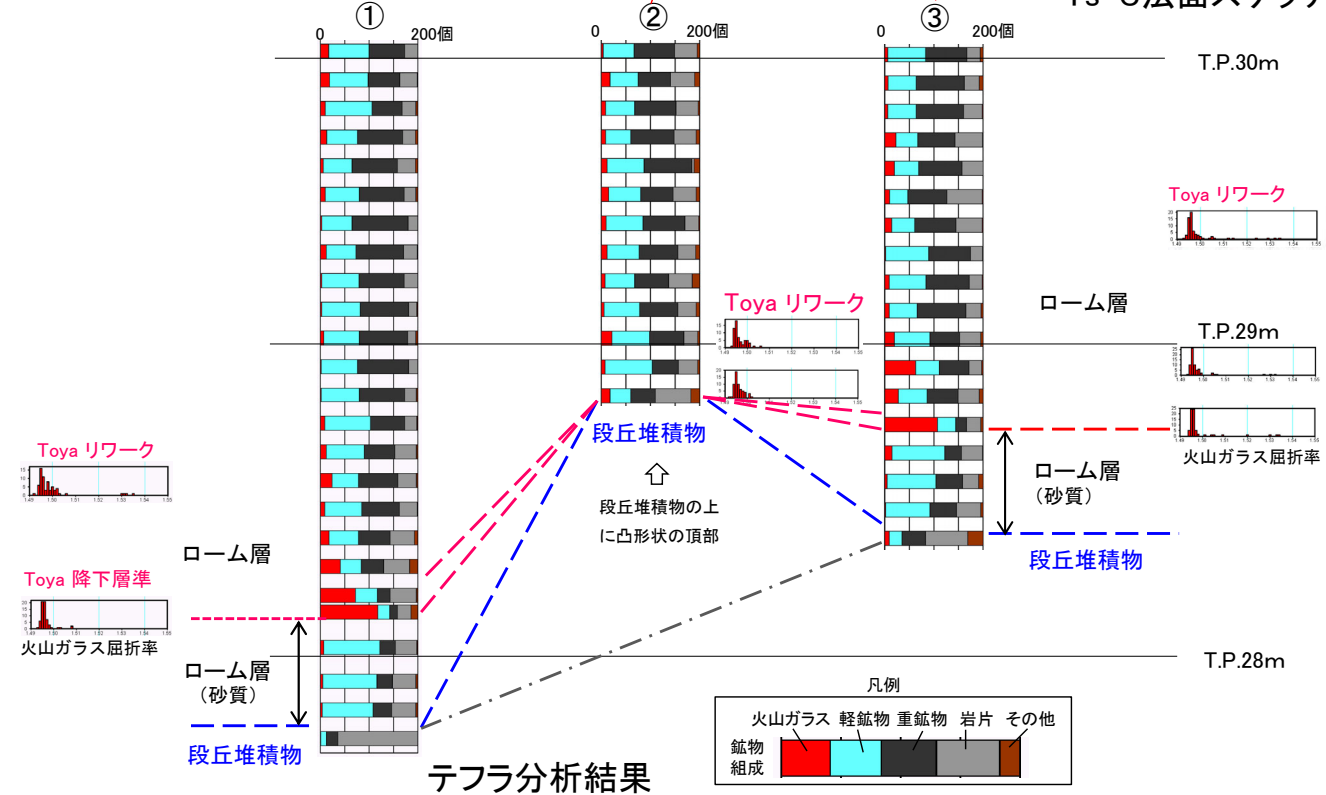 ①
②
③
0
200個
0
200個
0
200個
T.P.30m
Toya リワーク
ローム層
Toya リワーク
T.P.29m
段丘堆積物
火山ガラス屈折率
Toya リワーク
段丘堆積物の上
に凸形状の頂部
ローム層
(砂質)
段丘堆積物
ローム層
Toya 降下層準
火山ガラス屈折率
ローム層
(砂質)
T.P.28m
段丘堆積物
凡例
火山ガラス 軽鉱物 重鉱物 岩片 その他
鉱物
組成
テフラ分析結果